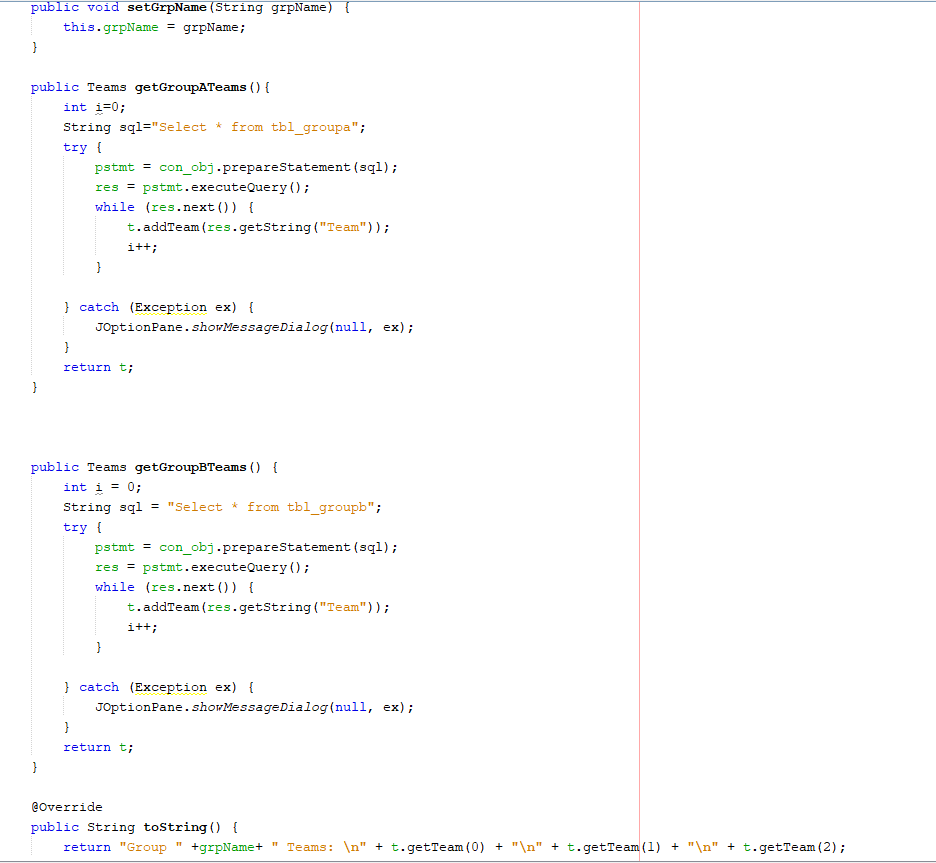 public void setGrpName(String grpName) {
this.grpName = grpName;
}
public Teams getGroupATeams(){
int i=0;
String sql="Select * from tbl_groupa";
try {
pstmt = con_obj.prepareStatement(sql);
res = pstmt.executeQuery();
while (res.next()) {
t.addTeam(res.getString("Team"));
i++;
}
} catch (Exception ex) {
JOptionPane.showMessageDialog(null, ex);
}
return t;
}
public Teams getGroupBTeams() {
int i = 0;
String sql = "Select * from tbl_groupb";
try {
pstmt = con_obj.prepareStatement(sql);
res = pstmt.executeQuery();
while (res.next()) {
t.addTeam(res.getString("Team"));
i++;
}
} catch (Exception ex) {
JOptionPane.showMessageDialog(null, ex);
}
return t;
}
@Override
public String toString() {
return "Group " +grpName+ " Teams: \n" + t.getTeam(0) + "\n" + t.getTeam(1) + "\n" + t.getTeam(2);